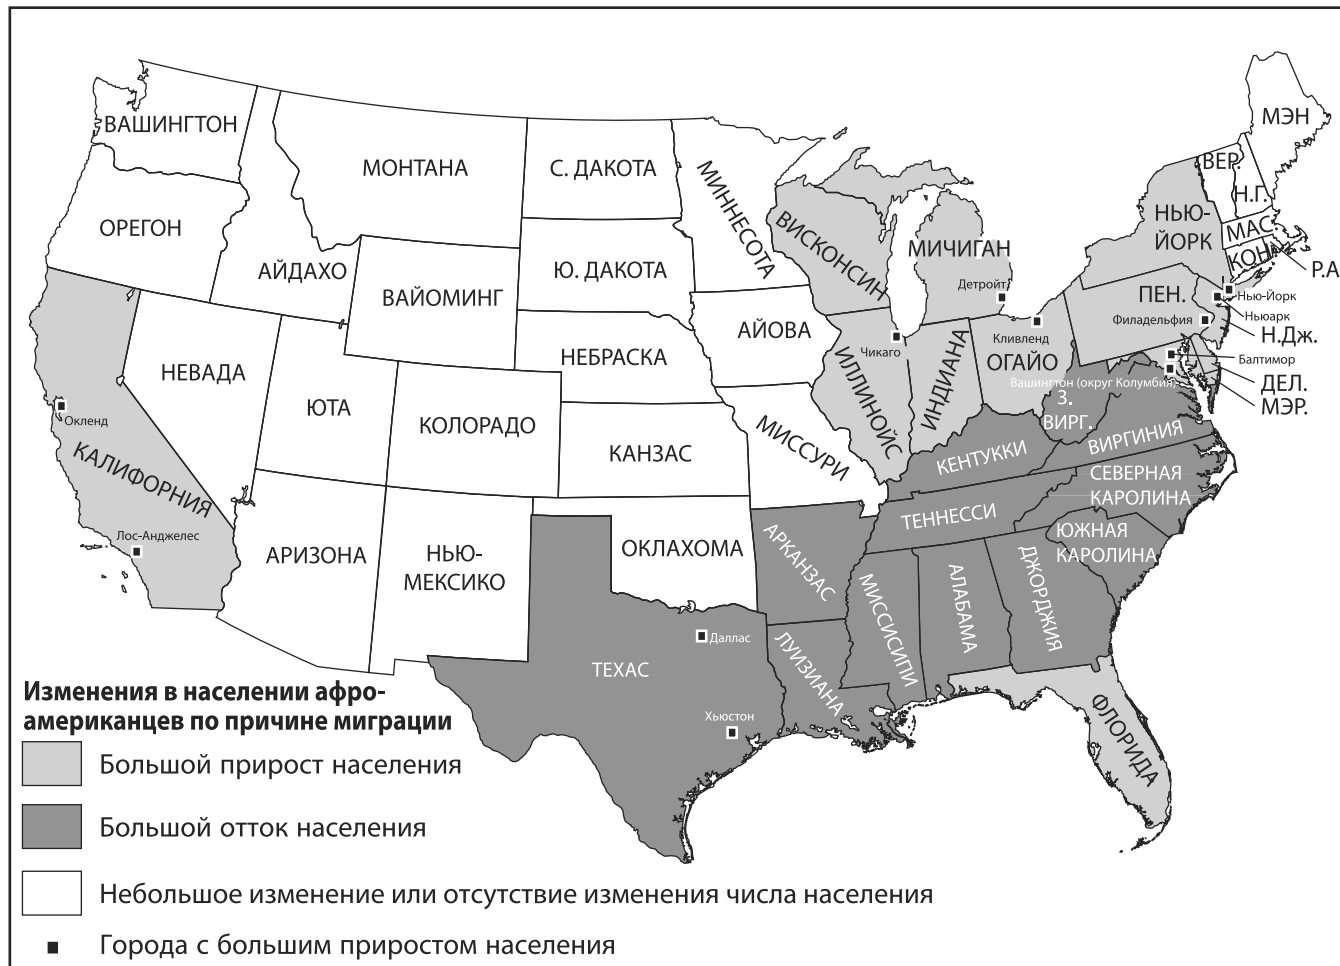 ВАШИНГТОН
МОНТАНА
С. ДАКОТА
МИННЕСОТА
ОРЕГОН
АЙДАХО
ВАЙОМИНГ
Ю. ДАКОТА
ВИСКОНСИН
МИЧИГАН
Детройт
НЬЮ-
ЙОРК
ВЕР.
Н.Г.
МЭН
МАС.
КОН.
Р.А
НЕВАДА
ЮТА
КОЛОРАДО
НЕБРАСКА
АЙОВА
КАНЗАС
МИССУРИ
Чикаго
ИЛЛИНОЙС
ИНДИАНА
Кливленд
ОГАЙО
ПЕН.
Филадельфия
Нью-Йорк
Ньюарк
Н.Дж.
Балтимор
ДЕЛ.
МЭР.
Вашингтон (округ Колумбия)
З.
ВИРГ.
ВИРГИНИЯ
КЕНТУККИ
Окленд
КАЛИФОРНИЯ
Лос-Анджелес
АРИЗОНА
НЬЮ-
МЕКСИКО
ОКЛАХОМА
АРКАНЗАС
ТЕННЕССИ
СЕВЕРНАЯ
КАРОЛИНА
ЮЖНАЯ
КАРОЛИНА
МИССИСИПИ
АЛАБАМА
ДЖОРДЖИЯ
ТЕХАС
Даллас
Хьюстон
ЛУИЗИАНА
ФЛОРИДА
Изменения в населении афро-
американцев по причине миграции
Большой прирост населения
Большой отток населения
Небольшое изменение или отсутствие изменения числа населения
Города с большим приростом населения